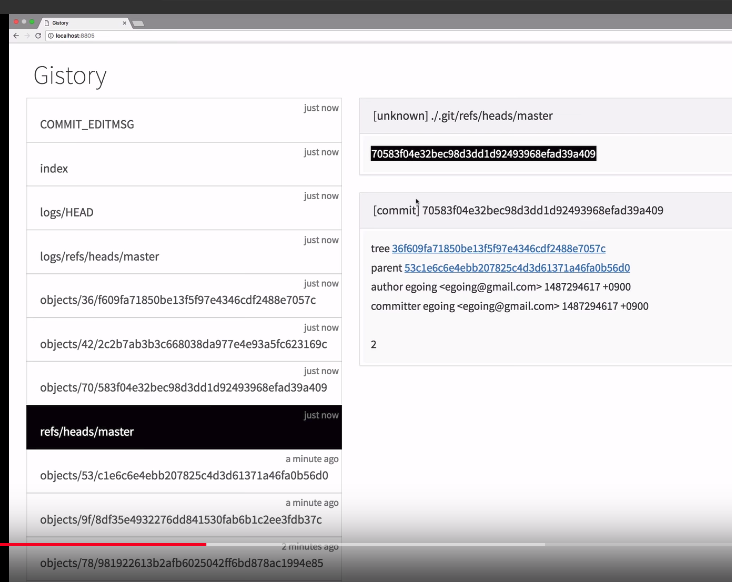 Gistory
localhost:8805
Gistory
just now
COMMIT_EDITMSG
just now
index
just now
logs/HEAD
just now
logs/refs/heads/master
just now
objects/36/f609fa71850be13f5f97e4346cdf2488e7057c
just now
objects/42/2c2b7ab3b3c668038da977e4e93a5fc623169c
just now
objects/70/583f04e32bec98d3dd1d92493968efad39a409
just now
refs/heads/master
a minute ago
objects/53/c1e6c6e4ebb207825c4d3d61371a46fa0b56d0
a minute ago
objects/9f/8df35e4932276dd841530fab6b1c2ee3fdb37c
2 minutes ago
objects/78/981922613b2afb6025042ff6bd878ac1994e85
[unknown] ./.git/refs/heads/master
70583f04e32bec98d3dd1d92493968efad39a409
[commit] 70583f04e32bec98d3dd1d92493968efad39a409
tree 36f609fa71850be13f5f97e4346cdf2488e7057c
parent 53c1e6c6e4ebb207825c4d3d61371a46fa0b56d0
author egoing <egoing@gmail.com> 1487294617 +0900
committer egoing <egoing@gmail.com> 1487294617 +0900
2